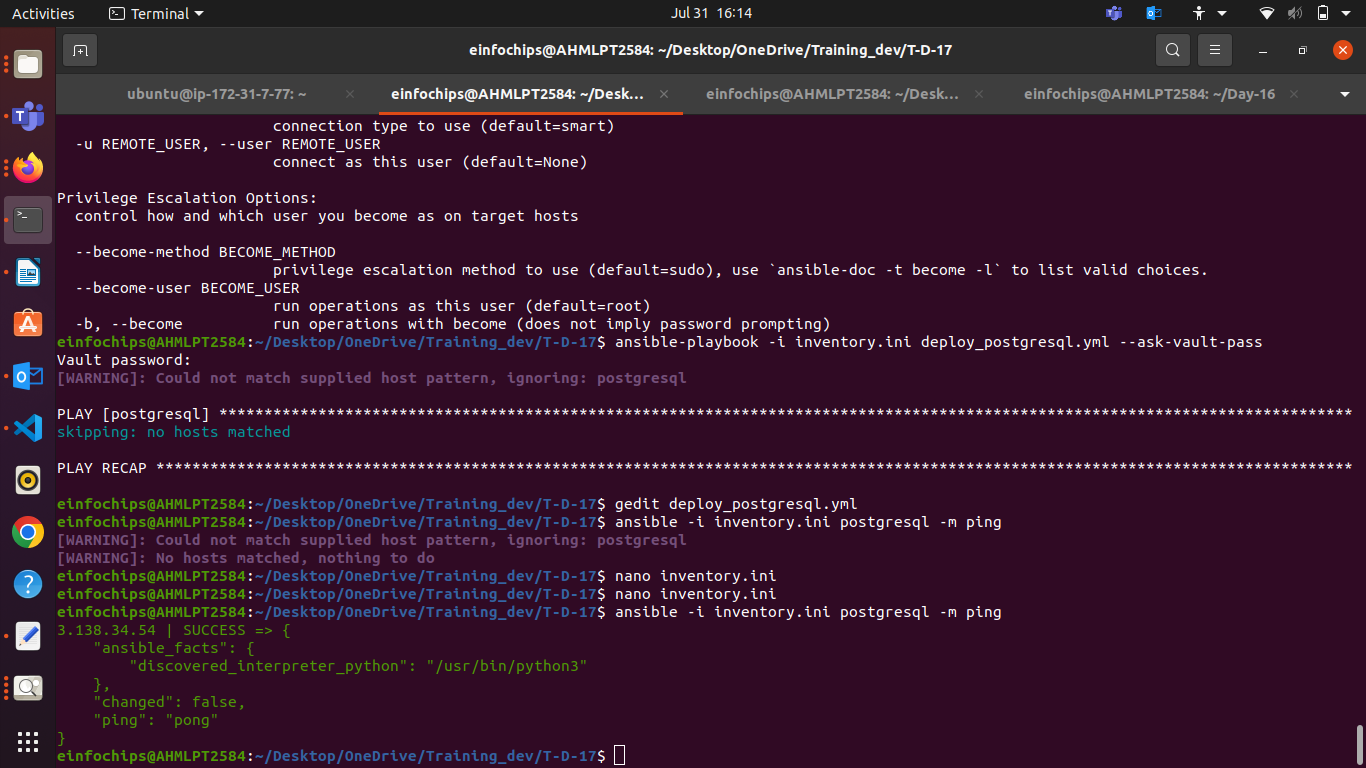 Activities
Terminal
Jul 31 16:14
einfochips@AHMLPT2584: ~/Desktop/OneDrive/Training_dev/T-D-17
ubuntu@ip-172-31-7-77: ~
einfochips@AHMLPT2584: ~/Desk...
einfochips@AHMLPT2584: ~/Desk...
einfochips@AHMLPT2584: ~/Day-16
connection type to use (default=smart)
-u REMOTE_USER, --user REMOTE_USER
connect as this user (default=None)
Privilege Escalation Options:
control how and which user you become as on target hosts
--become-method BECOME_METHOD
privilege escalation method to use (default=sudo), use `ansible-doc -t become -l` to list valid choices.
--become-user BECOME_USER
run operations as this user (default=root)
-b, --become run operations with become (does not imply password prompting)
einfochips@AHMLPT2584:~/Desktop/OneDrive/Training_dev/T-D-17$ ansible-playbook -i inventory.ini deploy_postgresql.yml --ask-vault-pass
Vault password:
[WARNING]: Could not match supplied host pattern, ignoring: postgresql
PLAY [postgresql] ******************************************************************************************************************************
skipping: no hosts matched
PLAY RECAP *************************************************************************************************************************************
einfochips@AHMLPT2584:~/Desktop/OneDrive/Training_dev/T-D-17$ gedit deploy_postgresql.yml
einfochips@AHMLPT2584:~/Desktop/OneDrive/Training_dev/T-D-17$ ansible -i inventory.ini postgresql -m ping
[WARNING]: Could not match supplied host pattern, ignoring: postgresql
[WARNING]: No hosts matched, nothing to do
einfochips@AHMLPT2584:~/Desktop/OneDrive/Training_dev/T-D-17$ nano inventory.ini
einfochips@AHMLPT2584:~/Desktop/OneDrive/Training_dev/T-D-17$ nano inventory.ini
einfochips@AHMLPT2584:~/Desktop/OneDrive/Training_dev/T-D-17$ ansible -i inventory.ini postgresql -m ping
3.138.34.54 | SUCCESS => {
"ansible_facts": {
"discovered_interpreter_python": "/usr/bin/python3"
},
"changed": false,
"ping": "pong"
}
einfochips@AHMLPT2584:~/Desktop/OneDrive/Training_dev/T-D-17$